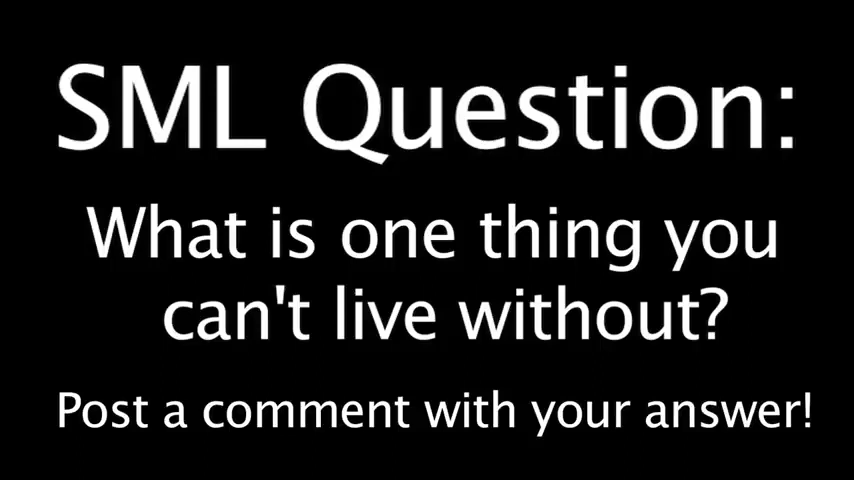 SML Question:
What is one thing you
can't live without?
Post a comment with your answer!